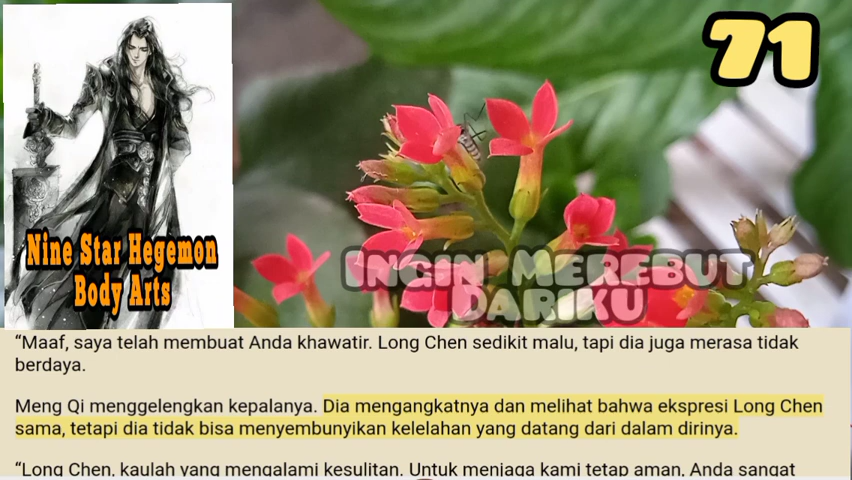 71
Nine Star Hegemon
Body Arts
INGIN MEREBUT
DARIKU
“Maaf, saya telah membuat Anda khawatir. Long Chen sedikit malu, tapi dia juga merasa tidak
berdaya.
Meng Qi menggelengkan kepalanya. Dia mengangkatnya dan melihat bahwa ekspresi Long Chen
sama, tetapi dia tidak bisa menyembunyikan kelelahan yang datang dari dalam dirinya.
“Long Chen, kaulah yang mengalami kesulitan. Untuk menjaga kami tetap aman, Anda sangat